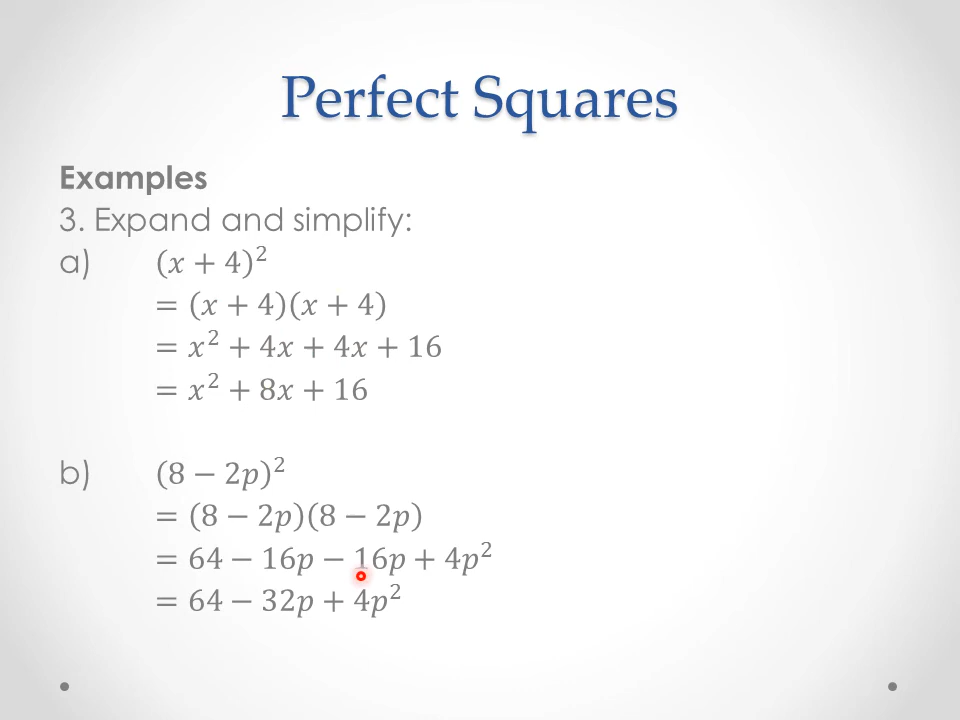 Perfect Squares
Examples
3. Expand and simplify:
a) (x + 4)²
= (x + 4)(x + 4)
= x² + 4x + 4x + 16
= x² + 8x + 16
b) (8 − 2p)²
= (8 − 2p)(8 − 2p)
= 64 − 16p − 16p + 4p²
= 64 − 32p + 4p²